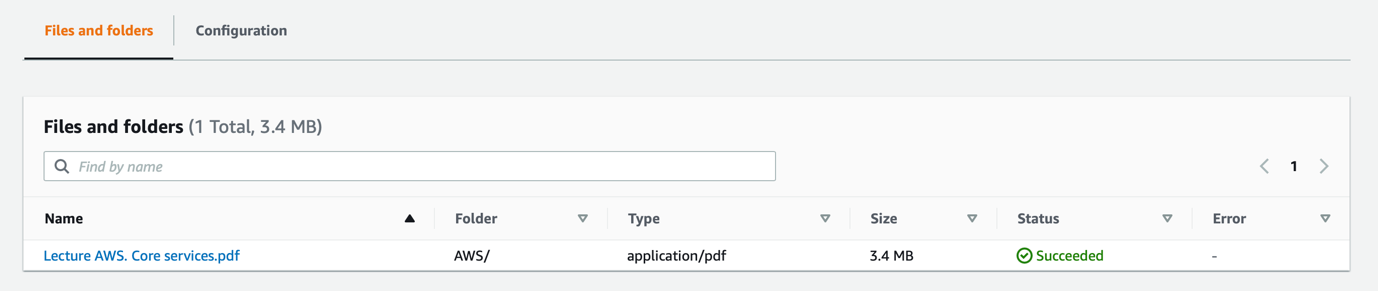 Files and folders Configuration
Files and folders (1 Total, 3.4 MB)
Find by name 1
Name Folder Type Size Status Error
Lecture AWS. Core services.pdf AWS/ application/pdf 3.4 MB Succeeded -